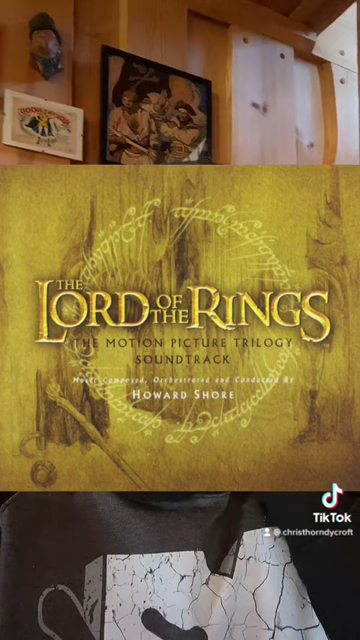 THE
LORD OF THE RINGS
THE MOTION PICTURE TRILOGY
SOUNDTRACK
Music Composed, Orchestrated and Conducted By
HOWARD SHORE
TikTok
@christhorndycroft